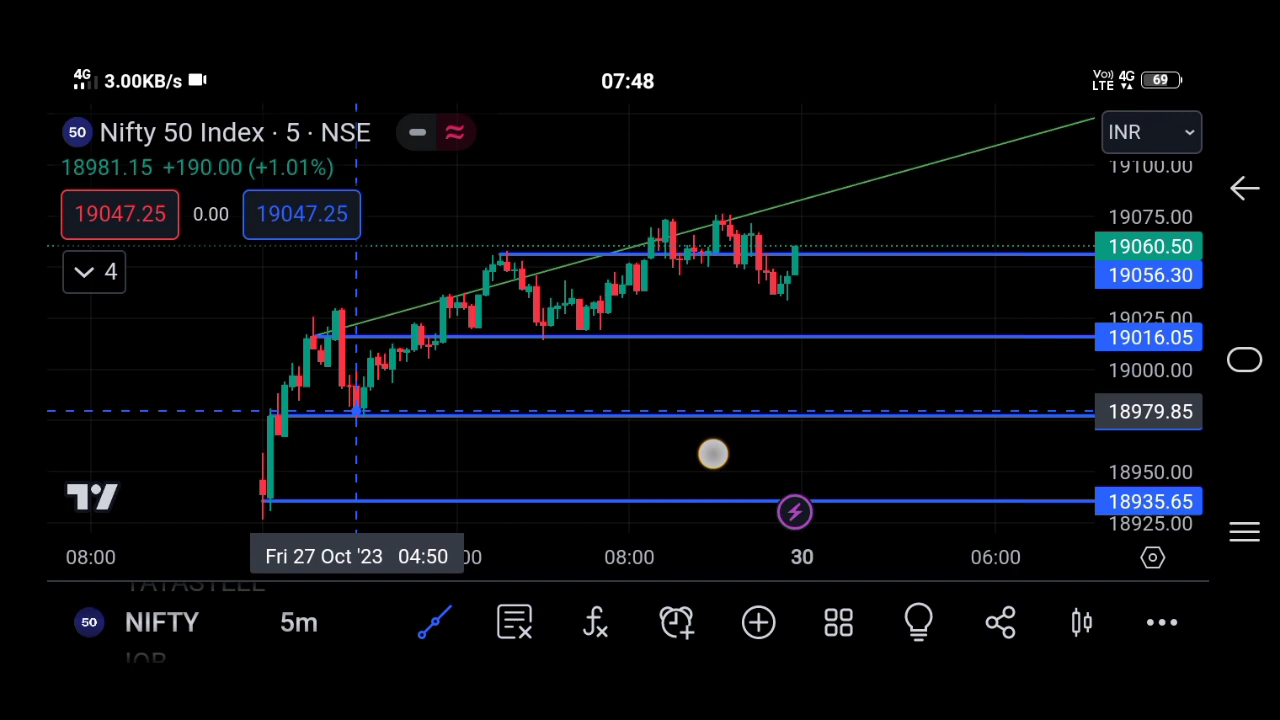 4G 3.00KB/s 07:48 Vo) LTE 4G 69
50 Nifty 50 Index · 5 · NSE
INR
18981.15 +190.00 (+1.01%)
19047.25 0.00 19047.25
4
19100.00
19075.00
19060.50
19056.30
19025.00
19016.05
19000.00
18979.85
18950.00
18935.65
18925.00
08:00 Fri 27 Oct '23 04:50 00 08:00 30 06:00
TATASTEEL
50 NIFTY 5m
IOB